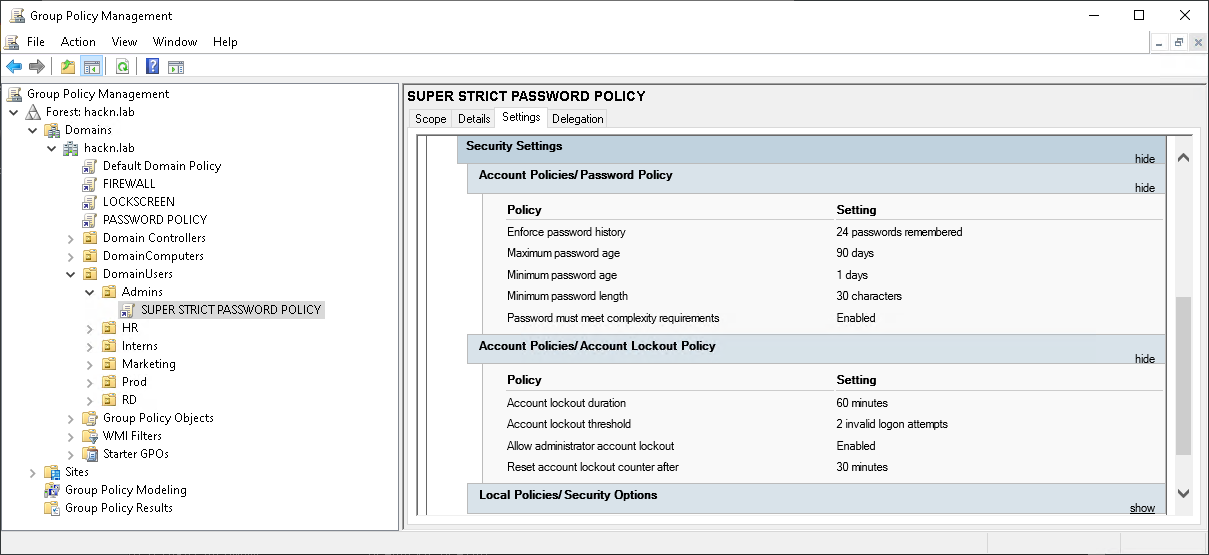 Group Policy Management
File Action View Window Help
Group Policy Management
Forest: hackn.lab
Domains
hackn.lab
Default Domain Policy
FIREWALL
LOCKSCREEN
PASSWORD POLICY
Domain Controllers
DomainComputers
DomainUsers
Admins
SUPER STRICT PASSWORD POLICY
HR
Interns
Marketing
Prod
RD
Group Policy Objects
WMI Filters
Starter GPOs
Sites
Group Policy Modeling
Group Policy Results
SUPER STRICT PASSWORD POLICY
Scope Details Settings Delegation
Security Settings
hide
Account Policies/Password Policy
hide
Policy Setting
Enforce password history 24 passwords remembered
Maximum password age 90 days
Minimum password age 1 days
Minimum password length 30 characters
Password must meet complexity requirements Enabled
Account Policies/Account Lockout Policy
hide
Policy Setting
Account lockout duration 60 minutes
Account lockout threshold 2 invalid logon attempts
Allow administrator account lockout Enabled
Reset account lockout counter after 30 minutes
Local Policies/Security Options
show